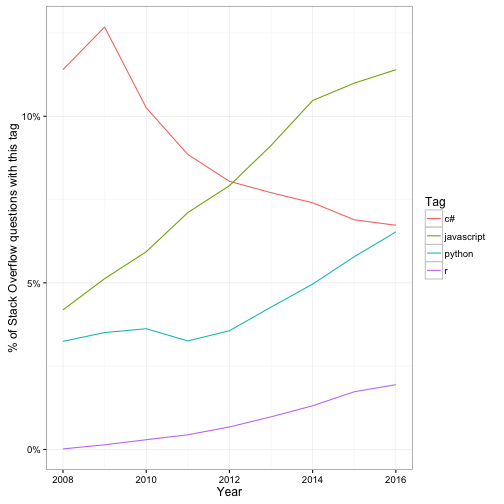 % of Stack Overflow questions with this tag
10%
5%
0%
2008
2010
2012
2014
2016
Year
Tag
c#
javascript
python
r